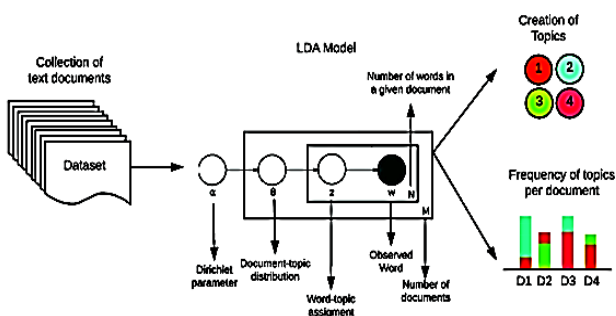 Collection of
text documents
Dataset
LDA Model
Number of words in
a given document
α
θ
z
w
N
M
Dirichlet
parameter
Document-topic
distribution
Word-topic
assigment
Observed
Word
Number of
documents
Creation of
Topics
1
2
3
4
Frequency of topics
per document
D1 D2 D3 D4